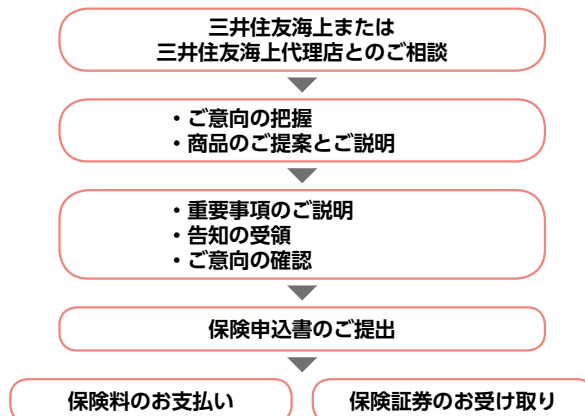 三井住友海上または
三井住友海上代理店とのご相談
・ご意向の把握
・商品のご提案とご説明
・重要事項のご説明
・告知の受領
・ご意向の確認
保険申込書のご提出
保険料のお支払い
保険証券のお受け取り